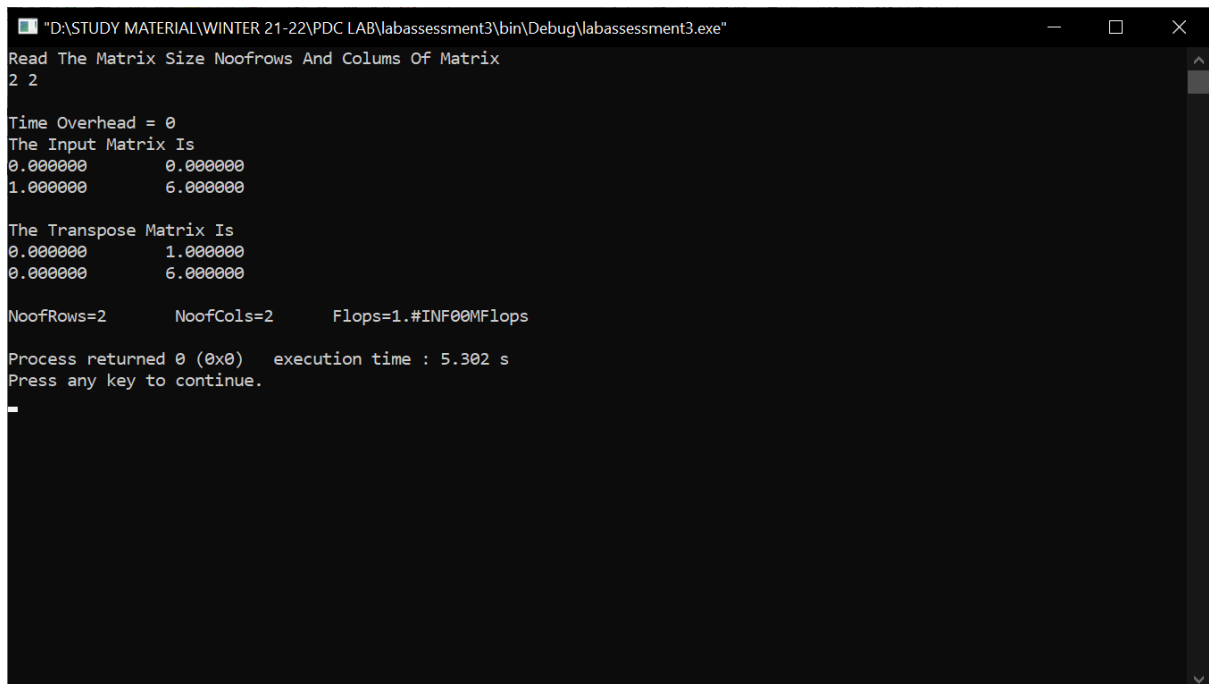 "D:\STUDY MATERIAL\WINTER 21-22\PDC LAB\labassessment3\bin\Debug\labassessment3.exe"
Read The Matrix Size Noofrows And Colums Of Matrix
2 2
Time Overhead = 0
The Input Matrix Is
0.000000 0.000000
1.000000 6.000000
The Transpose Matrix Is
0.000000 1.000000
0.000000 6.000000
NoofRows=2 NoofCols=2 Flops=1.#INF00MFlops
Process returned 0 (0x0) execution time : 5.302 s
Press any key to continue.